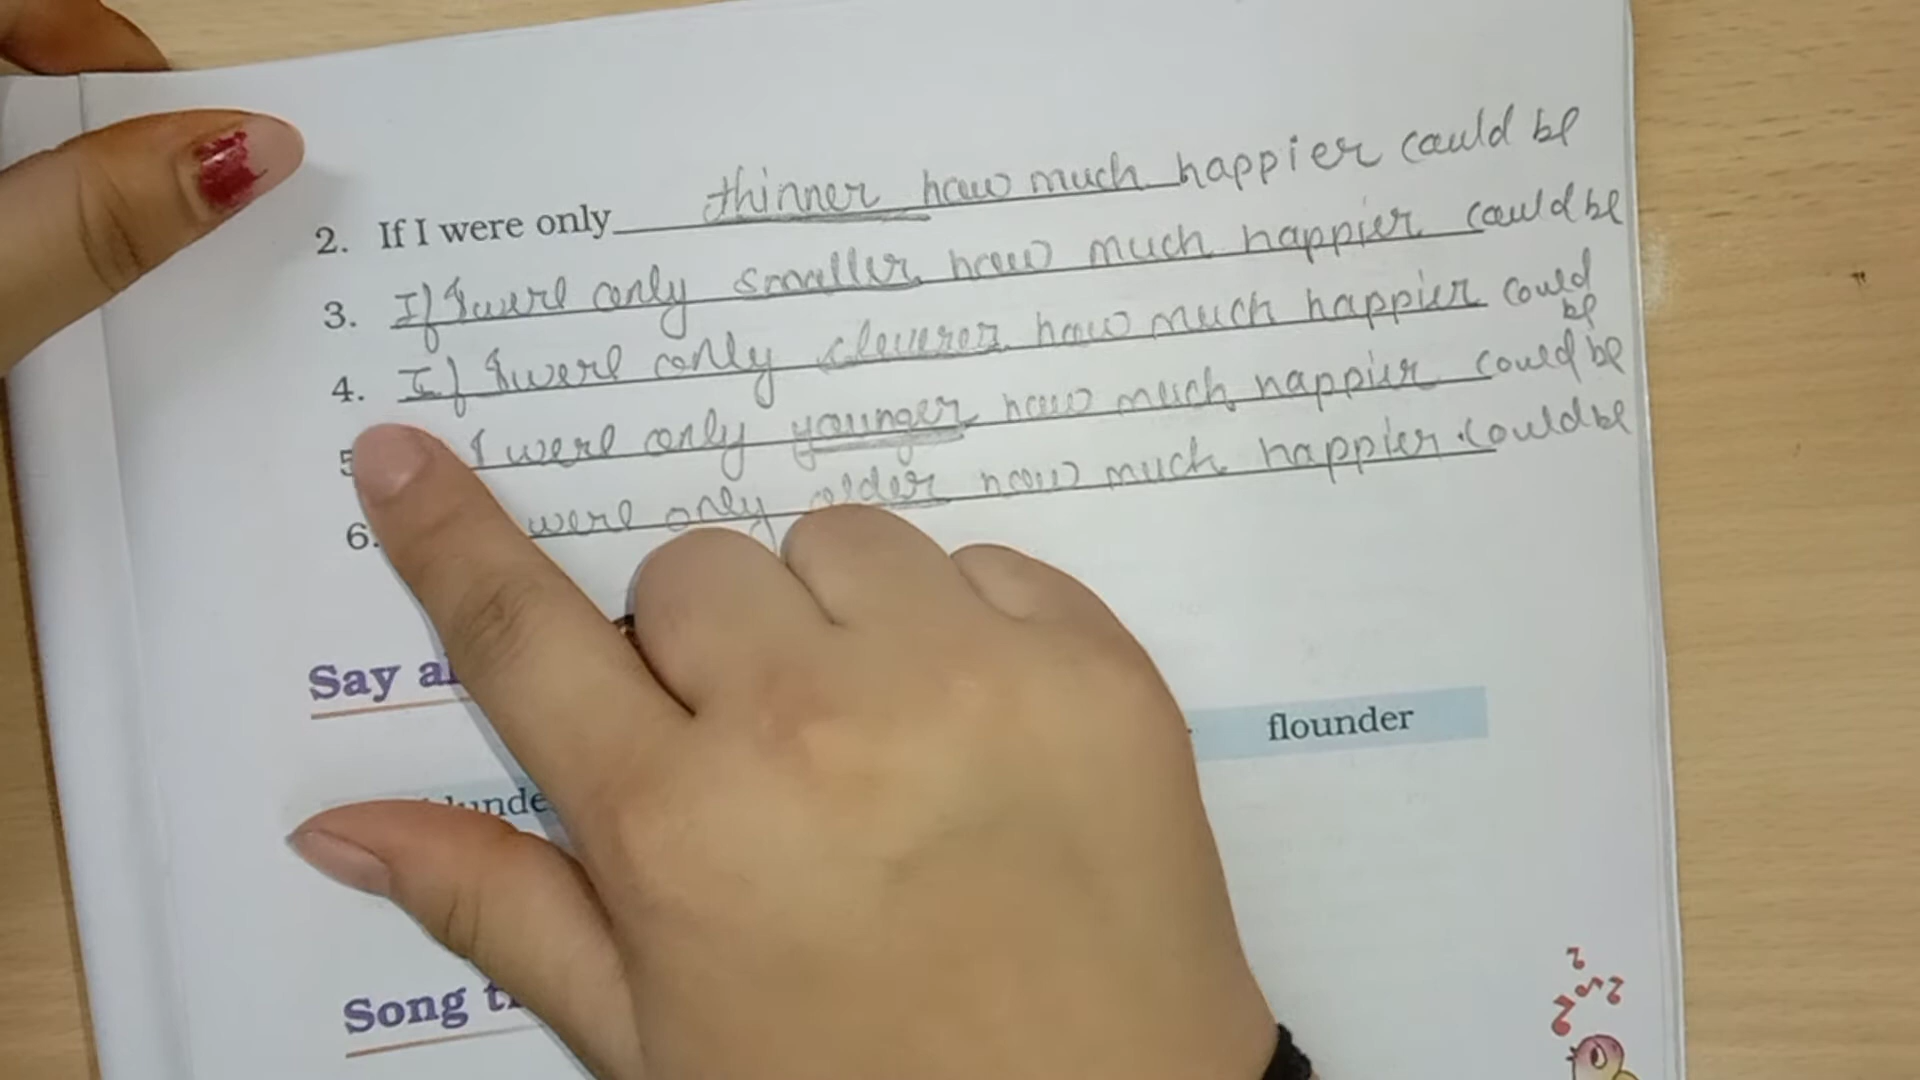 2. If I were only thinner how much happier could be
3. If I were only smaller how much happier could be
4. If I were only cleverer how much happier could be
I were only younger how much happier could be
6. were only older how much happier could be
Say
flounder
Song